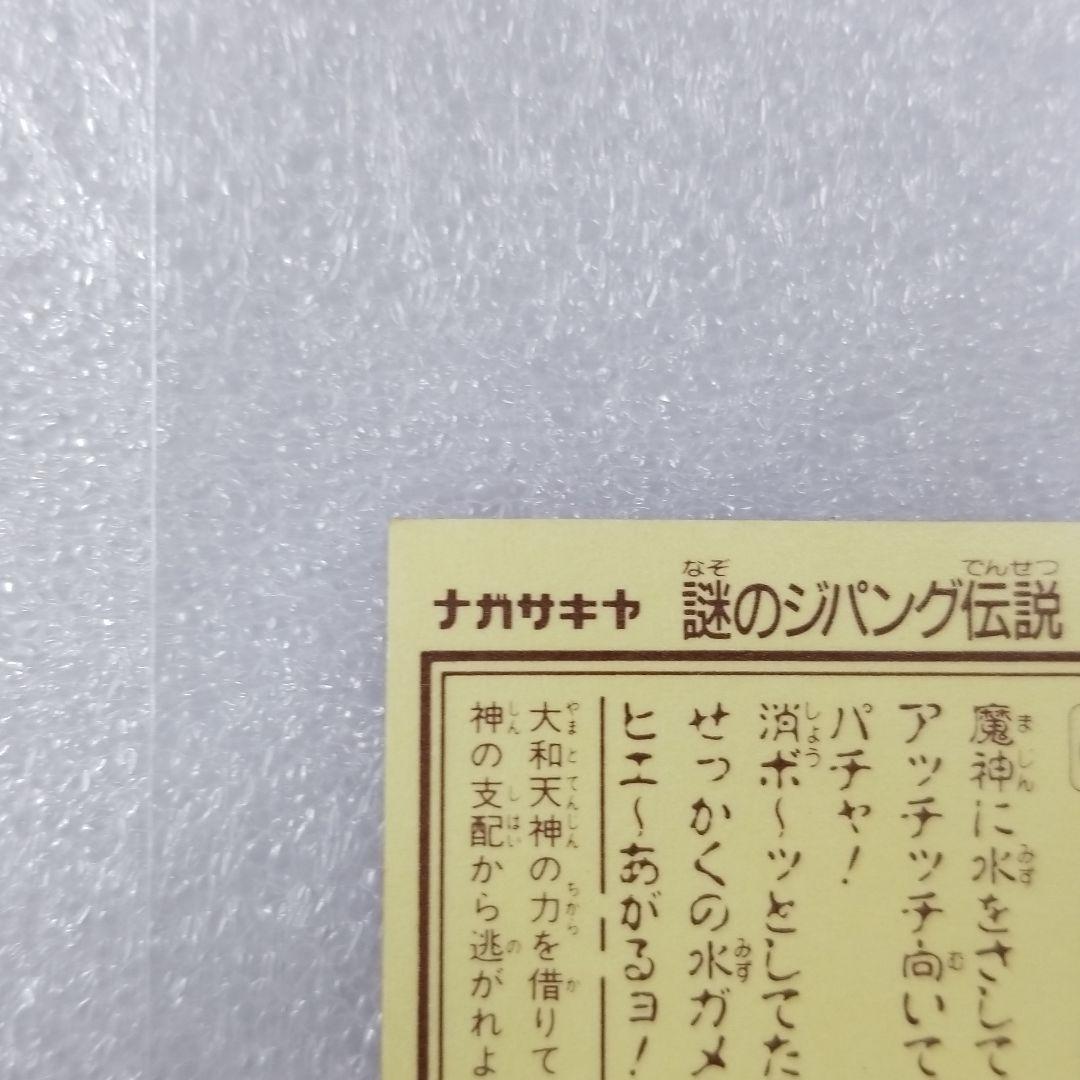 ナガサキヤ 謎のジパング伝説
魔神に水をさして
アッチッチ向いて
パチャ!
消ボ〜ッとしてた
せっかくの水ガメ
ヒエ〜あがるヨ!
大和天神の力を借りて
神の支配から逃がれよ